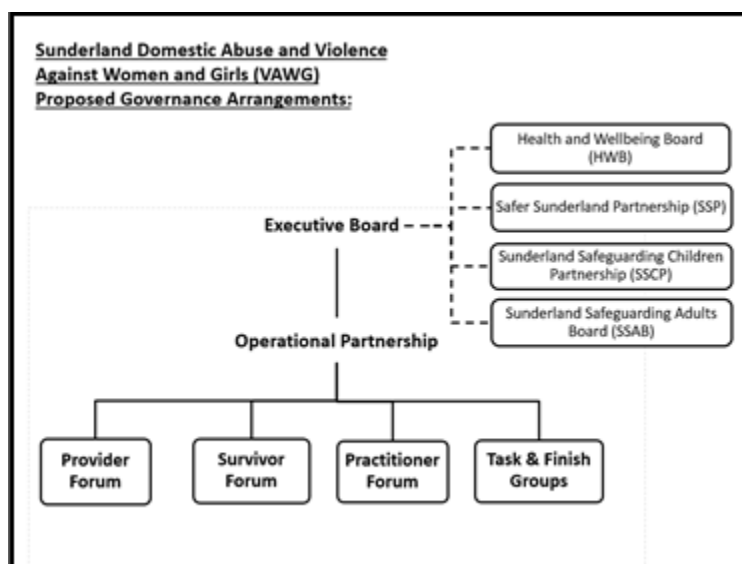 Sunderland Domestic Abuse and Violence
Against Women and Girls (VAWG)
Proposed Governance Arrangements:
Health and Wellbeing Board
(HWB)
Safer Sunderland Partnership (SSP)
Executive Board
Sunderland Safeguarding Children
Partnership (SSCP)
Sunderland Safeguarding Adults
Board (SSAB)
Operational Partnership
Provider
Forum
Survivor
Forum
Practitioner
Forum
Task & Finish
Groups